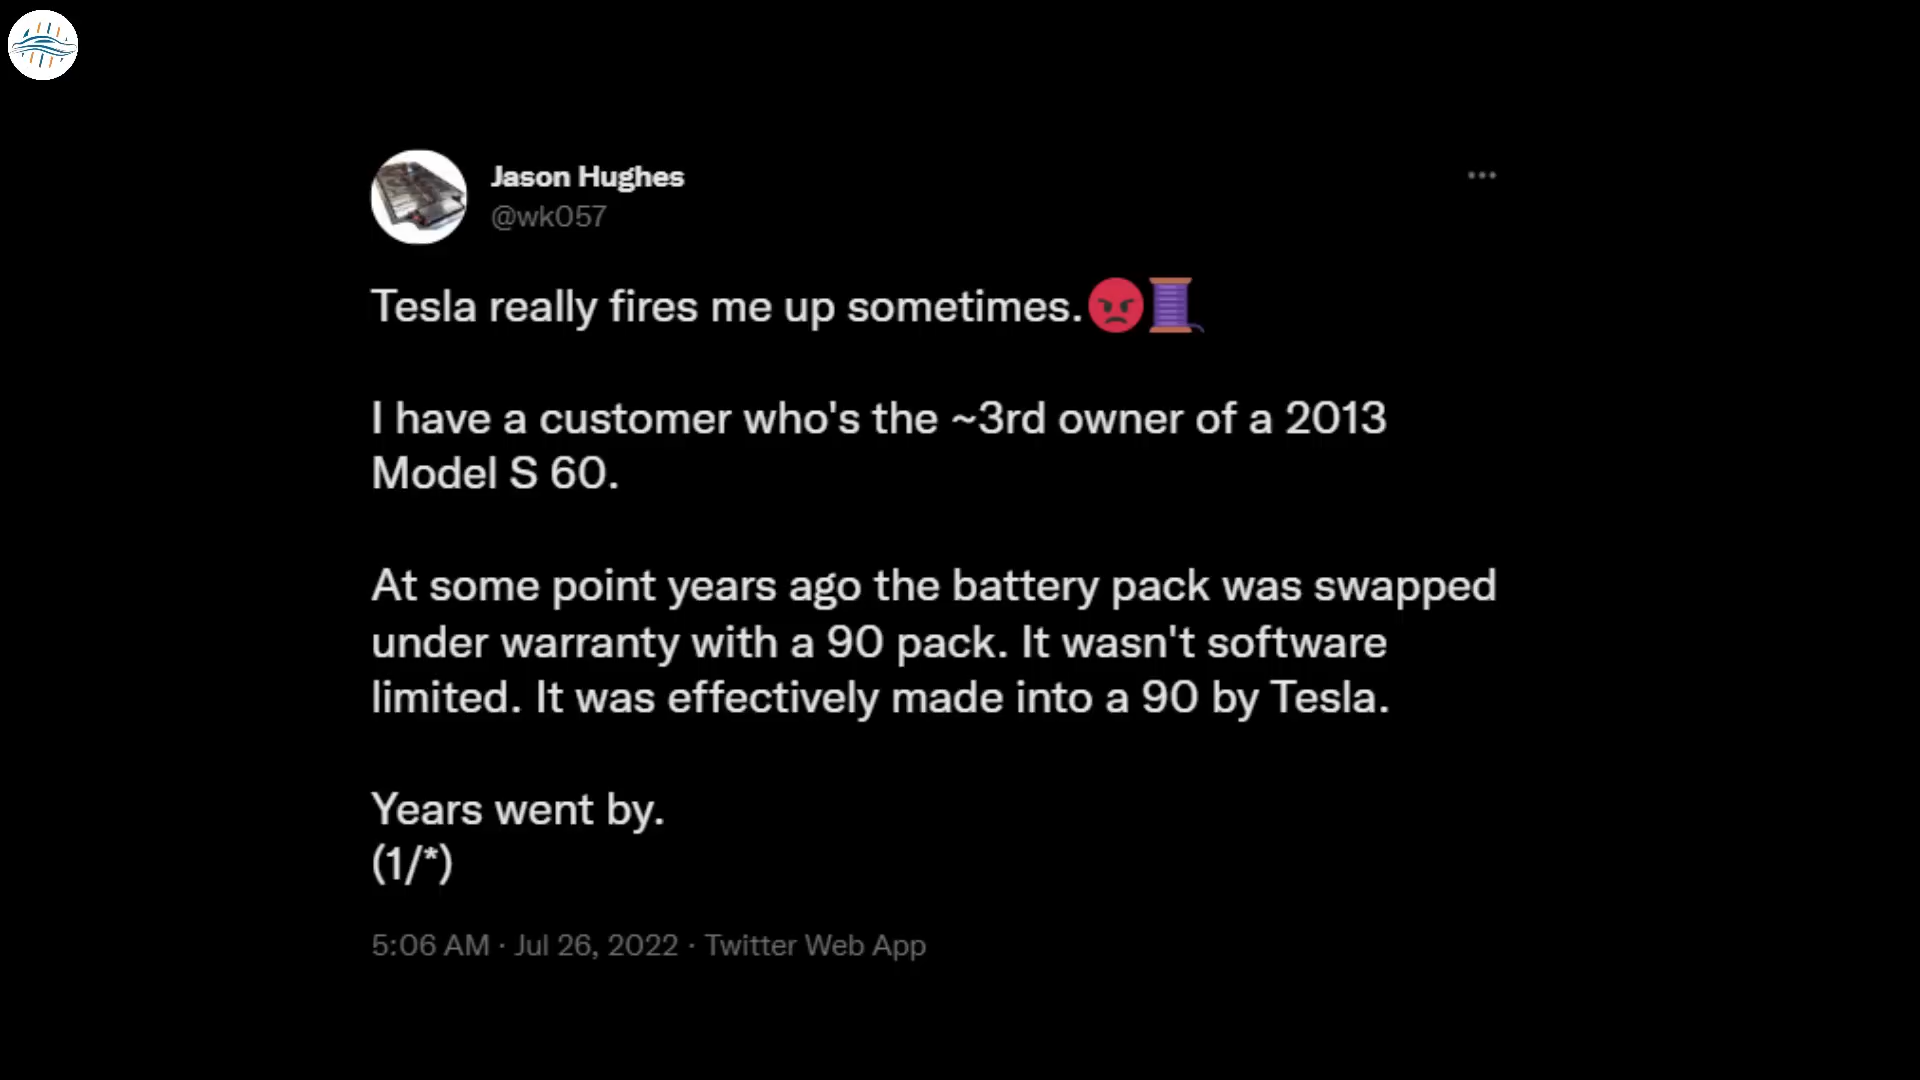 Jason Hughes
@wk057
Tesla really fires me up sometimes.😡🧵
I have a customer who's the ~3rd owner of a 2013
Model S 60.
At some point years ago the battery pack was swapped
under warranty with a 90 pack. It wasn't software
limited. It was effectively made into a 90 by Tesla.
Years went by.
(1/*)
5:06 AM · Jul 26, 2022 · Twitter Web App